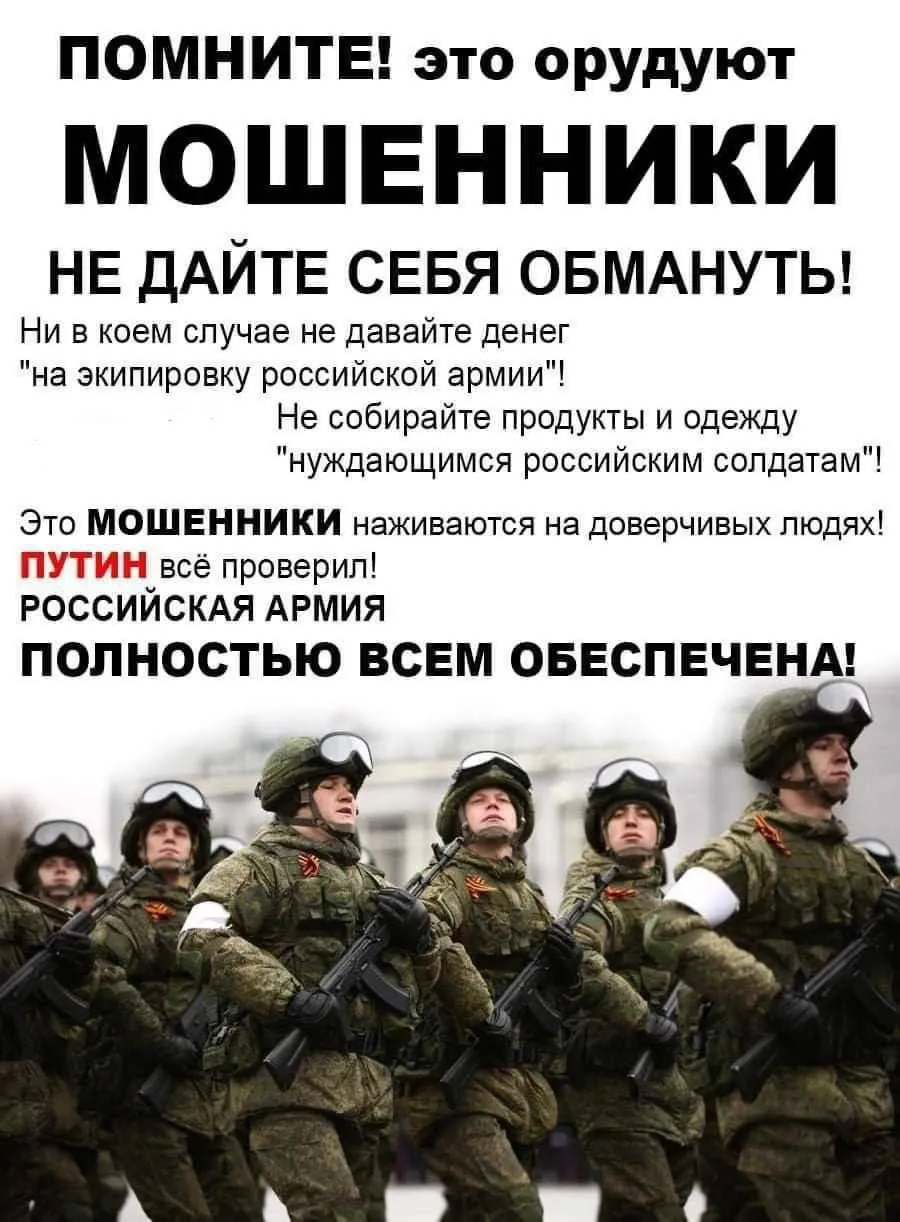 ПОМНИТЕ! это орудуют
МОШЕННИКИ
НЕ ДАЙТЕ СЕБЯ ОБМАНУТЬ!
Ни в коем случае не давайте денег
"на экипировку российской армии"!
Не собирайте продукты и одежду
"нуждающимся российским солдатам"!
Это МОШЕННИКИ наживаются на доверчивых людях!
ПУТИН всё проверил!
РОССИЙСКАЯ АРМИЯ
ПОЛНОСТЬЮ ВСЕМ ОБЕСПЕЧЕНА!